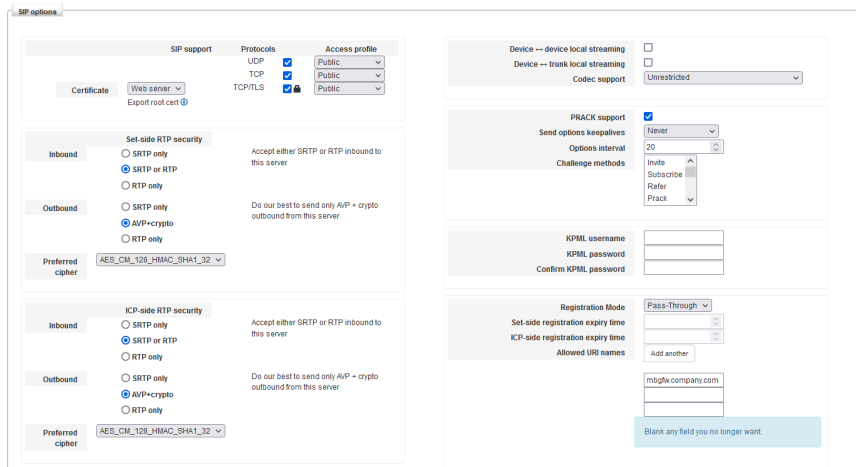 SIP options
SIP support Protocols Access profile
UDP Public
TCP Public
Certificate Web server TCP/TLS Public
Export root cert
Set-side RTP security
Inbound SRTP only Accept either SRTP or RTP inbound to
SRTP or RTP this server
RTP only
Outbound SRTP only Do our best to send only AVP + crypto
AVP+crypto outbound from this server
RTP only
Preferred AES_CM_128_HMAC_SHA1_32
cipher
ICP-side RTP security
Inbound SRTP only Accept either SRTP or RTP inbound to
SRTP or RTP this server
RTP only
Outbound SRTP only Do our best to send only AVP + crypto
AVP+crypto outbound from this server
RTP only
Preferred AES_CM_128_HMAC_SHA1_32
cipher
Device ↔ device local streaming
Device ↔ trunk local streaming
Codec support Unrestricted
PRACK support
Send options keepalives Never
Options interval 20
Challenge methods Invite
Subscribe
Refer
Prack
KPML username
KPML password
Confirm KPML password
Registration Mode Pass-Through
Set-side registration expiry time
ICP-side registration expiry time
Allowed URI names Add another
mbgfw.company.com
Blank any field you no longer want.